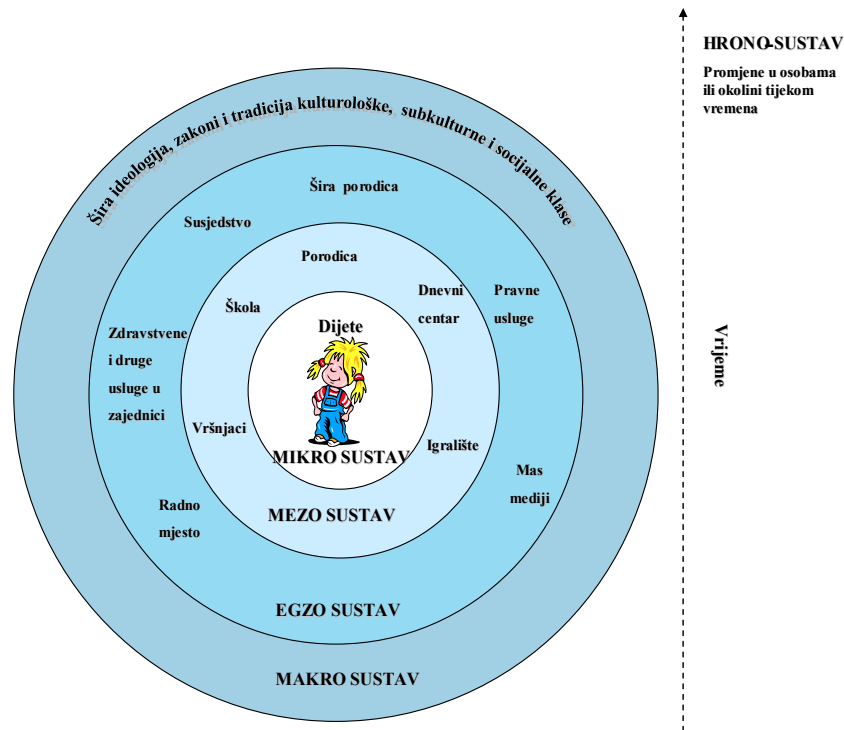 HRONO-SUSTAV
Promjene u osobama
ili okolini tijekom
vremena
Šira ideologija, zakoni i tradicija kulturološke, subkulturne i socijalne klase
Šira porodica
Susjedstvo
Porodica
Dnevni
centar
Pravne
usluge
Škola
Dijete
Zdravstvene
i druge
usluge u
zajednici
Vrijeme
Vršnjaci
Igralište
MIKRO SUSTAV
Mas
mediji
Radno
mjesto
MEZO SUSTAV
EGZO SUSTAV
MAKRO SUSTAV